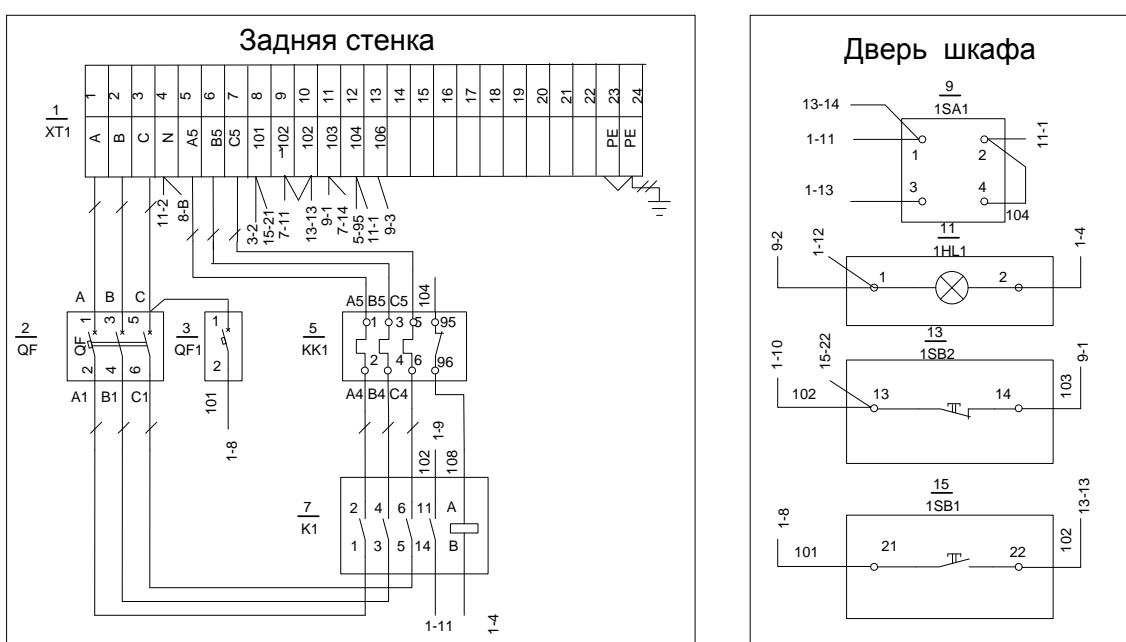 Задняя стенка
1 2 3 4 5 6 7 8 9 10 11 12 13 14 15 16 17 18 19 20 21 22 23 24
1
XT1
A B C N A5 B5 C5 101 102 102 103 104 106 PE PE
11-2 8-B 3-2 15-21 7-11 13-13 9-1 7-14 5-95 11-1 9-3
A B C
A5 B5 C5 104
2
QF
1 3 5
QF
2 4 6
3
QF1
1
2
5
KK1
1 3 5 95
2 4 6 96
A1 B1 C1
101
1-8
A4 B4 C4
102 1-9 108
7
K1
2 4 6 11 A
1 3 5 14 B
1-11 1-4
Дверь шкафа
9
1SA1
13-14
1-11
1-13
1 2
3 4
11-1
104
11
1HL1
9-2 1-12 1-4
1 2
13
1SB2
1-10 15-22 9-1
102 13 14 103
15
1SB1
1-8 13-13
101 21 22 102